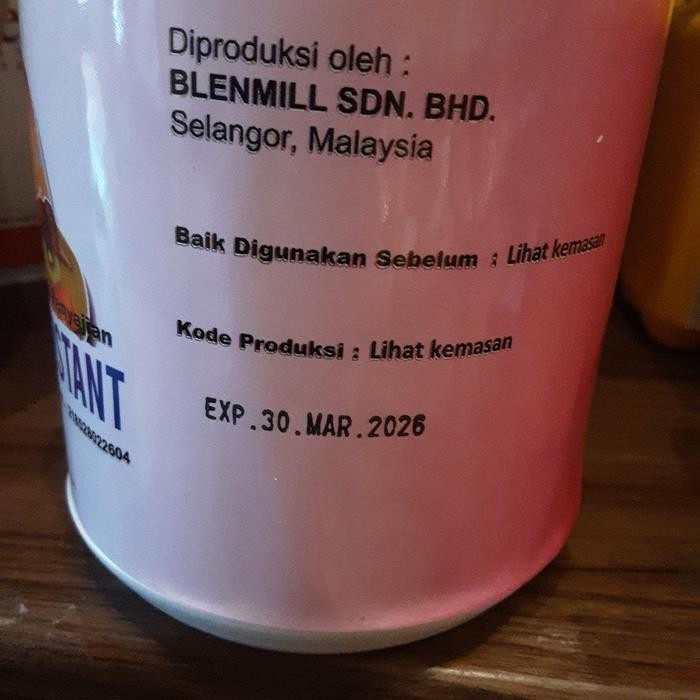 Diproduksi oleh :
BLENMILL SDN. BHD.
Selangor, Malaysia
Baik Digunakan Sebelum : Lihat kemasan
Kode Produksi : Lihat kemasan
EXP.30.MAR.2026